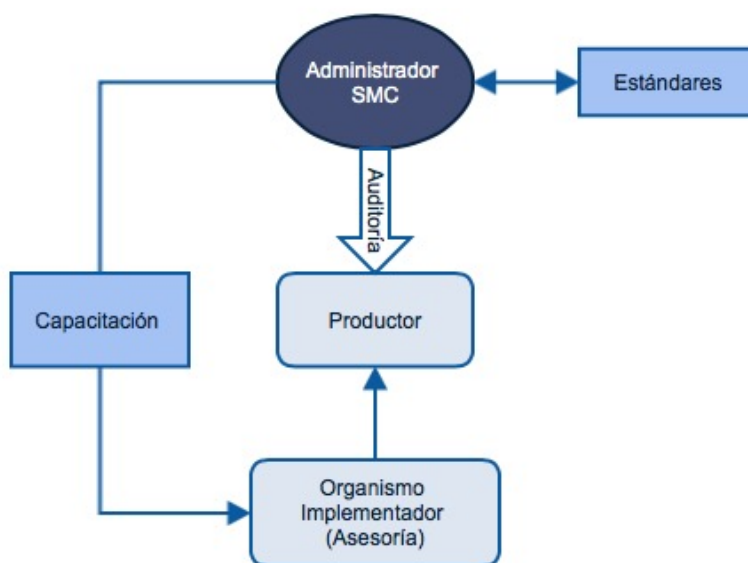 Administrador
SMC
Estándares
Auditoría
Capacitación
Productor
Organismo
Implementador
(Asesoría)